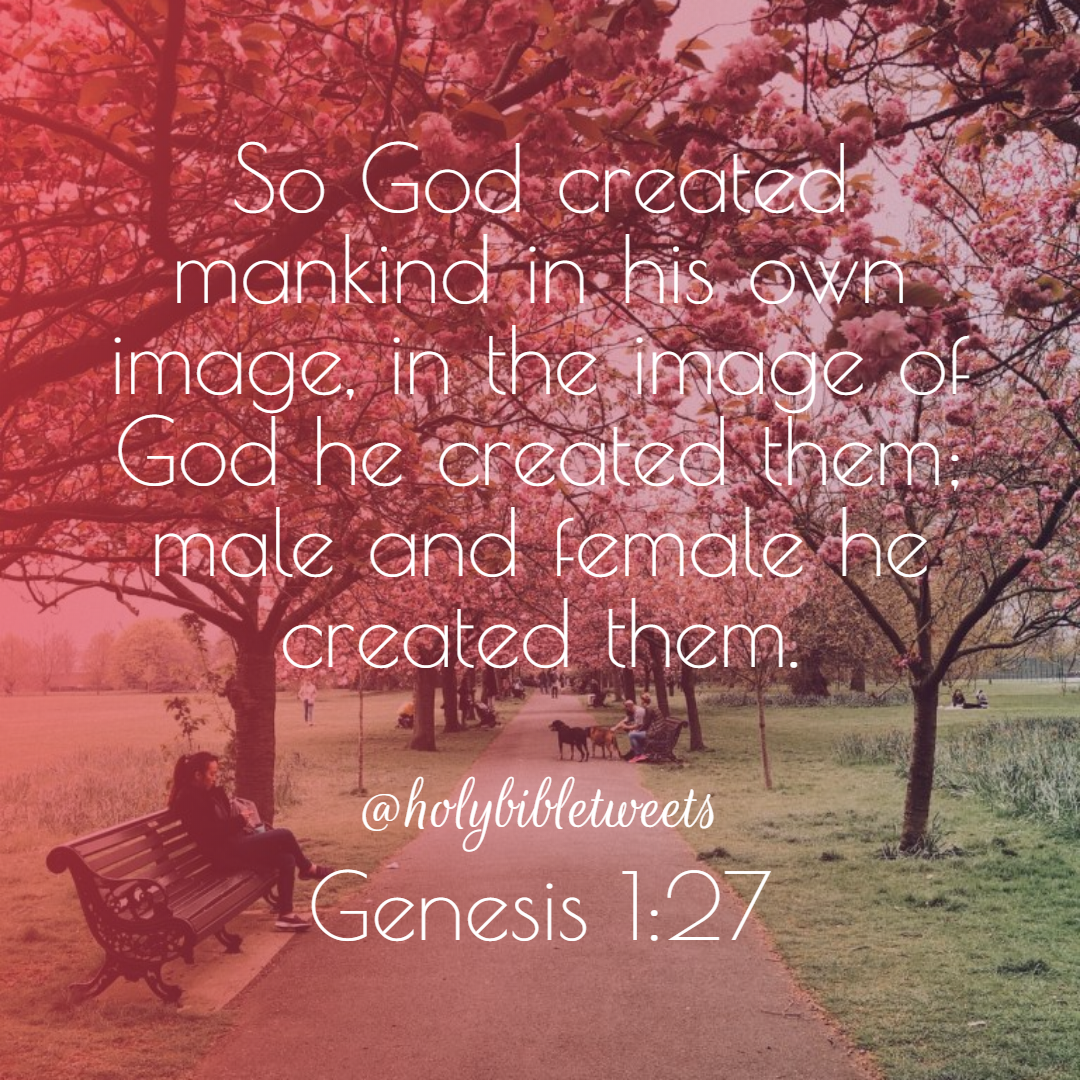 So God created
mankind in his own
image, in the image of
God he created them;
male and female he
created them.
@holybibletweets
Genesis 1:27